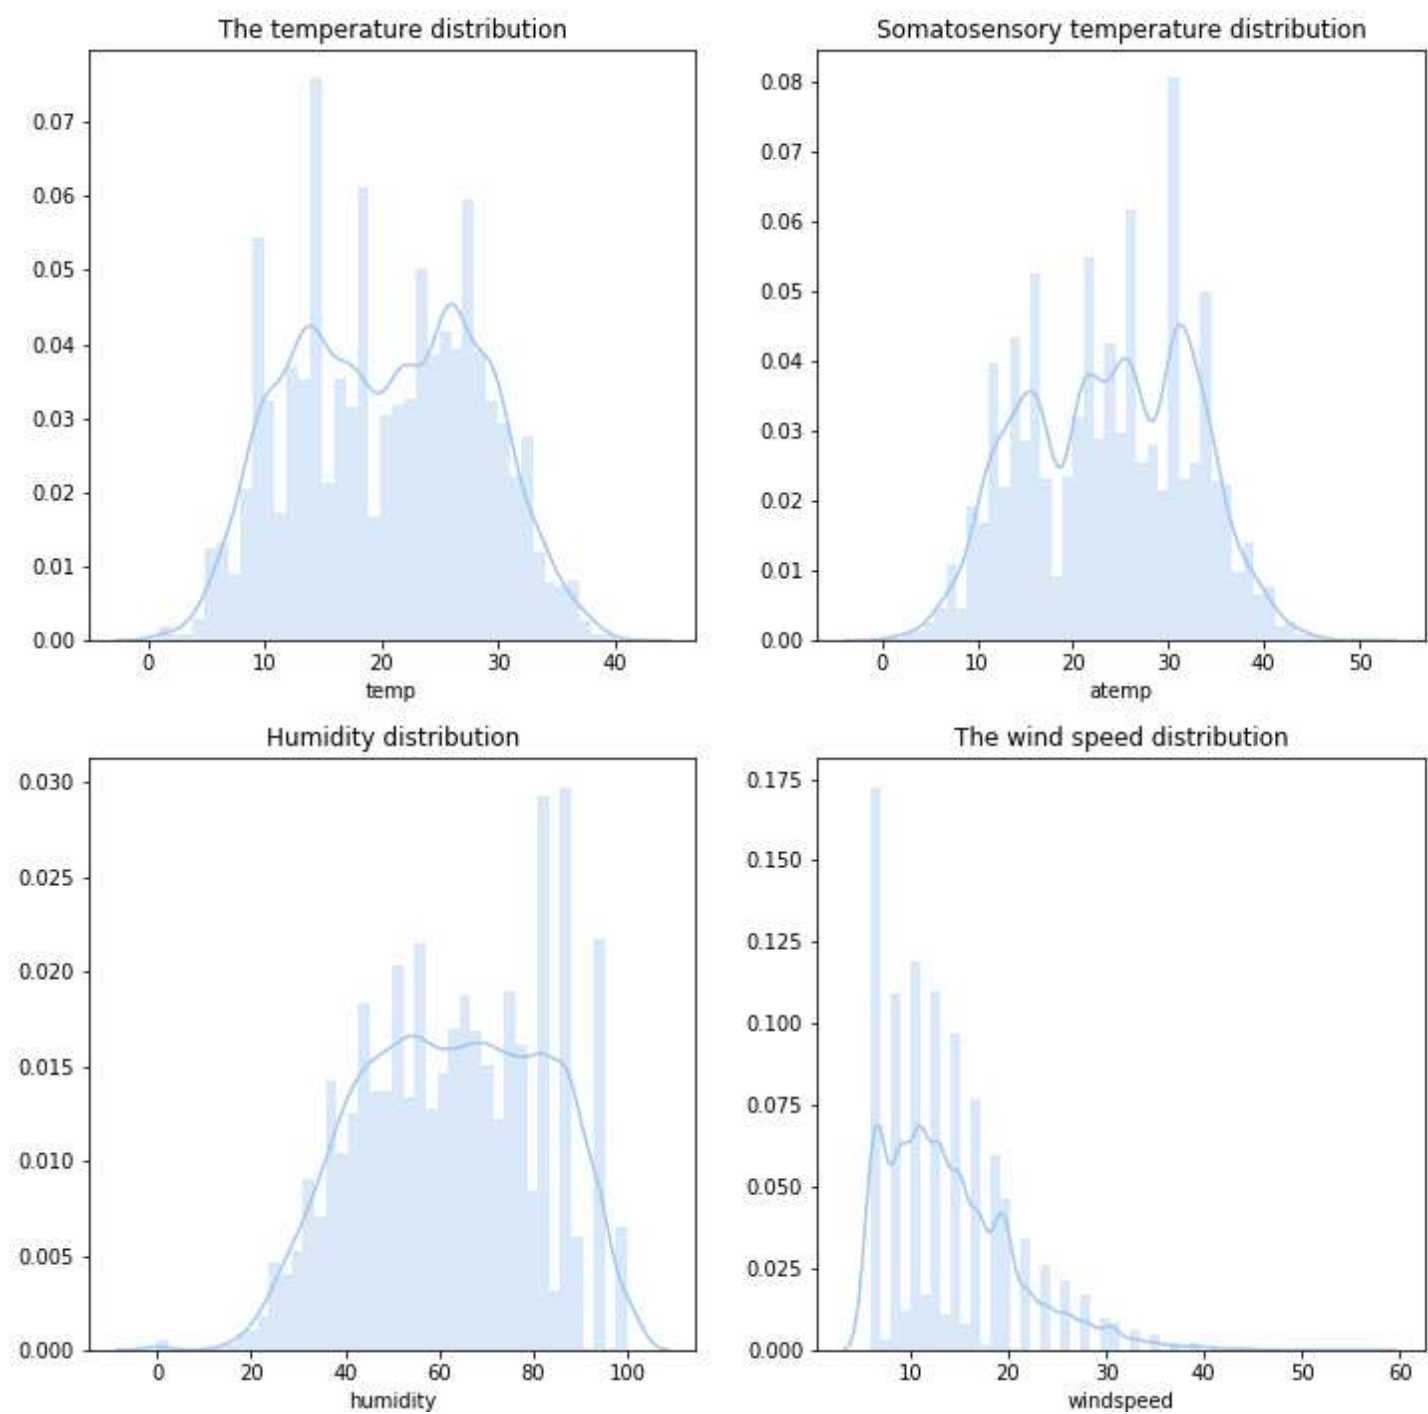 The temperature distribution
0.07
0.06
0.05
0.04
0.03
0.02
0.01
0.00
0 10 20 30 40
temp
Somatosensory temperature distribution
0.08
0.07
0.06
0.05
0.04
0.03
0.02
0.01
0.00
0 10 20 30 40 50
atemp
Humidity distribution
0.030
0.025
0.020
0.015
0.010
0.005
0.000
0 20 40 60 80 100
humidity
The wind speed distribution
0.175
0.150
0.125
0.100
0.075
0.050
0.025
0.000
10 20 30 40 50 60
windspeed